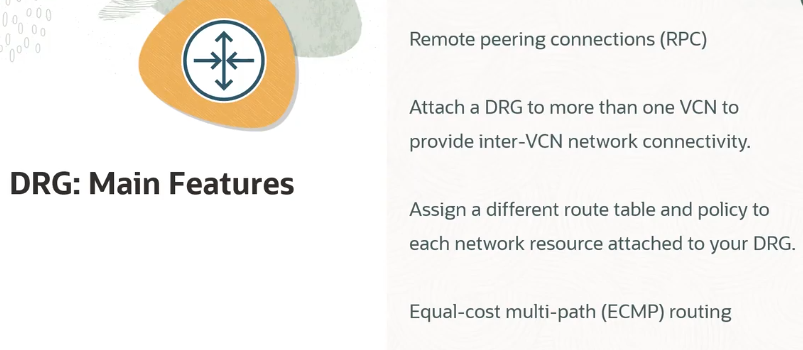 DRG: Main Features
Remote peering connections (RPC)
Attach a DRG to more than one VCN to
provide inter-VCN network connectivity.
Assign a different route table and policy to
each network resource attached to your DRG.
Equal-cost multi-path (ECMP) routing